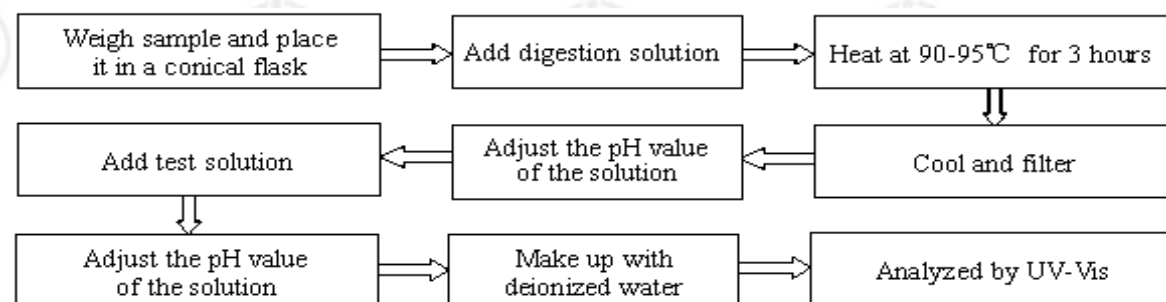 Weigh sample and place
it in a conical flask
Add digestion solution
Heat at 90-95℃ for 3 hours
Cool and filter
Adjust the pH value
of the solution
Add test solution
Adjust the pH value
of the solution
Make up with
deionized water
Analyzed by UV-Vis